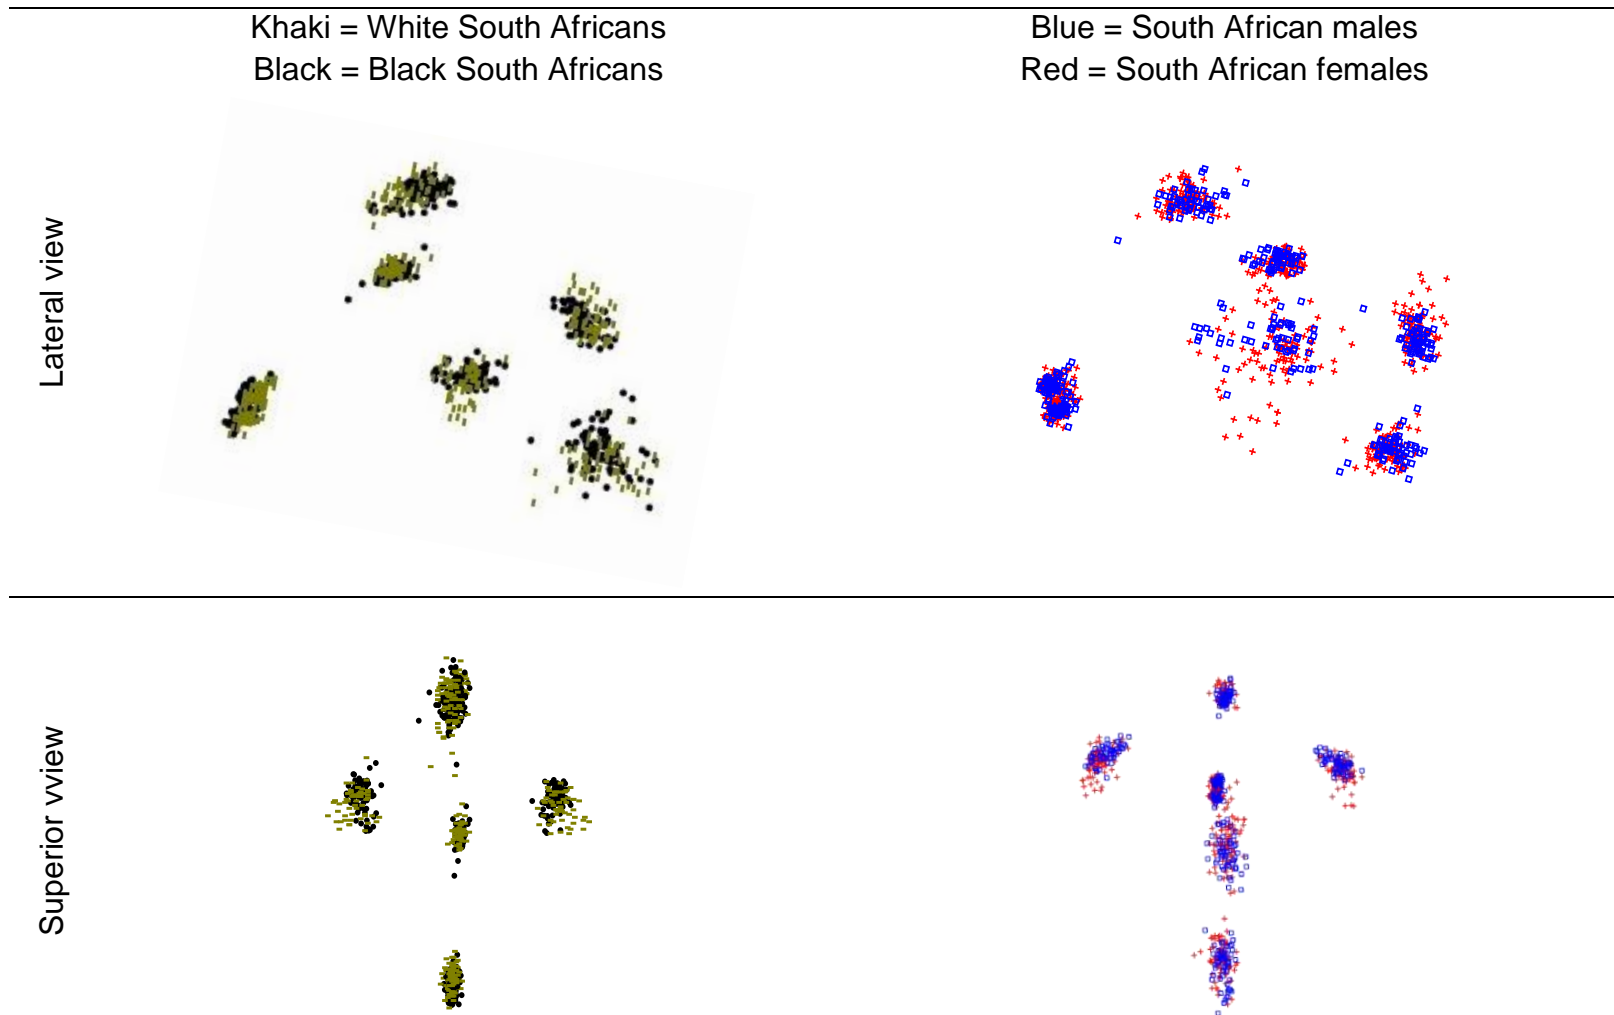 Khaki = White South Africans
Black = Black South Africans
Blue = South African males
Red = South African females
Lateral view
Superior vview